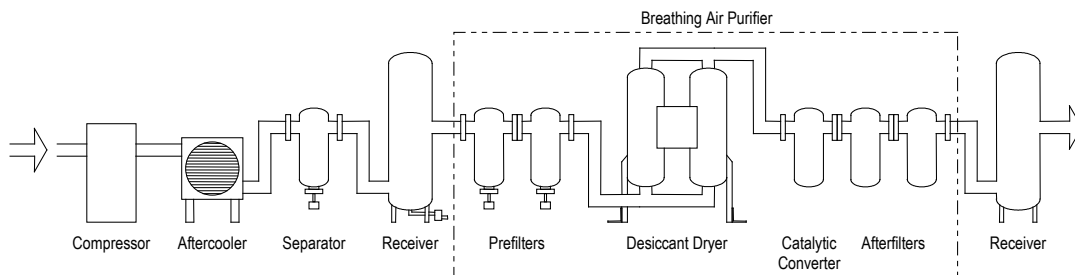 Breathing Air Purifier
Compressor
Aftercooler
Separator
Receiver
Prefilters
Desiccant Dryer
Catalytic
Converter
Afterfilters
Receiver